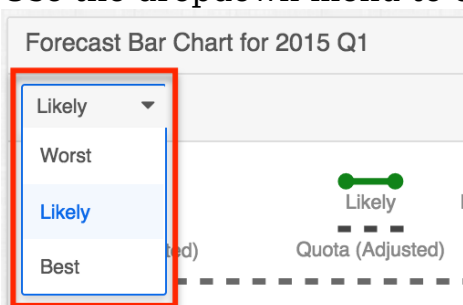 Forecast Bar Chart for 2015 Q1
Likely
Worst
Likely
Best
Likely
Quota (Adjusted)